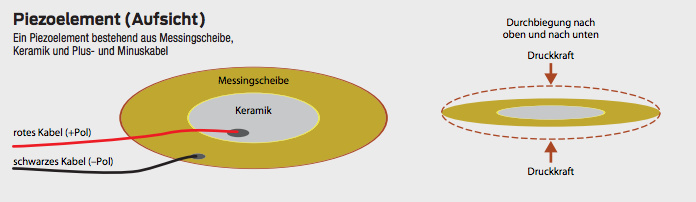 Piezoelement (Aufsicht)
Ein Piezoelement bestehend aus Messingscheibe,
Keramik und Plus- und Minuskabel
Messingscheibe
Keramik
rotes Kabel (+Pol)
schwarzes Kabel (–Pol)
Durchbiegung nach
oben und nach unten
Druckkraft
Druckkraft